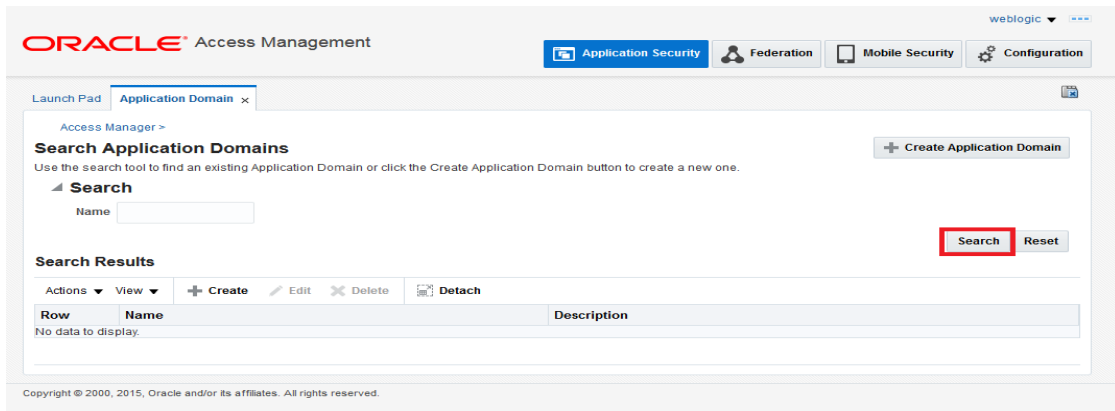 weblogic
ORACLE Access Management
Application Security Federation Mobile Security Configuration
Launch Pad Application Domain x
Access Manager >
Search Application Domains
Create Application Domain
Use the search tool to find an existing Application Domain or click the Create Application Domain button to create a new one.
Search
Name
Search Reset
Search Results
Actions View Create Edit Delete Detach
Row Name Description
No data to display.
Copyright © 2000, 2015, Oracle and/or its affiliates. All rights reserved.